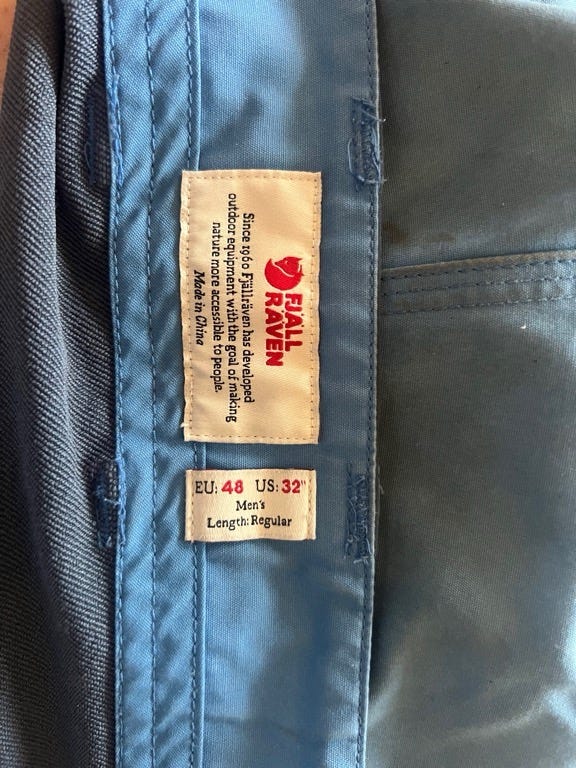 FJÄLL
RÄVEN
Since 1960 Fjällräven has developed
outdoor equipment with the goal of making
nature more accessible to people.
Made in China
EU: 48 US: 32"
Men's
Length: Regular